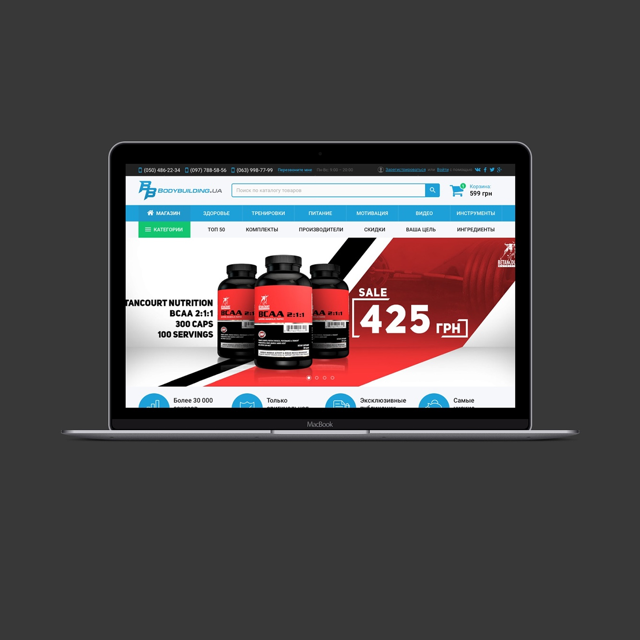 (050) 486-22-34 (097) 788-58-56 (063) 998-77-99 Перезвоните мне
Зарегистрироваться или Войти с помощью
BB BODYBUILDING.UA
Поиск по каталогу товаров
Корзина:
599 грн
МАГАЗИН ЗДОРОВЬЕ ТРЕНИРОВКИ ПИТАНИЕ МОТИВАЦИЯ ВИДЕО ИНСТРУМЕНТЫ
КАТЕГОРИИ ТОП 50 КОМПЛЕКТЫ ПРОИЗВОДИТЕЛИ СКИДКИ ВАША ЦЕЛЬ ИНГРЕДИЕНТЫ
TANCOURT NUTRITION
BCAA 2:1:1
300 CAPS
100 SERVINGS
BCAA 2:1:1
SALE
425 ГРН
Более 30 000
Только
Эксклюзивные
Самые
MacBook